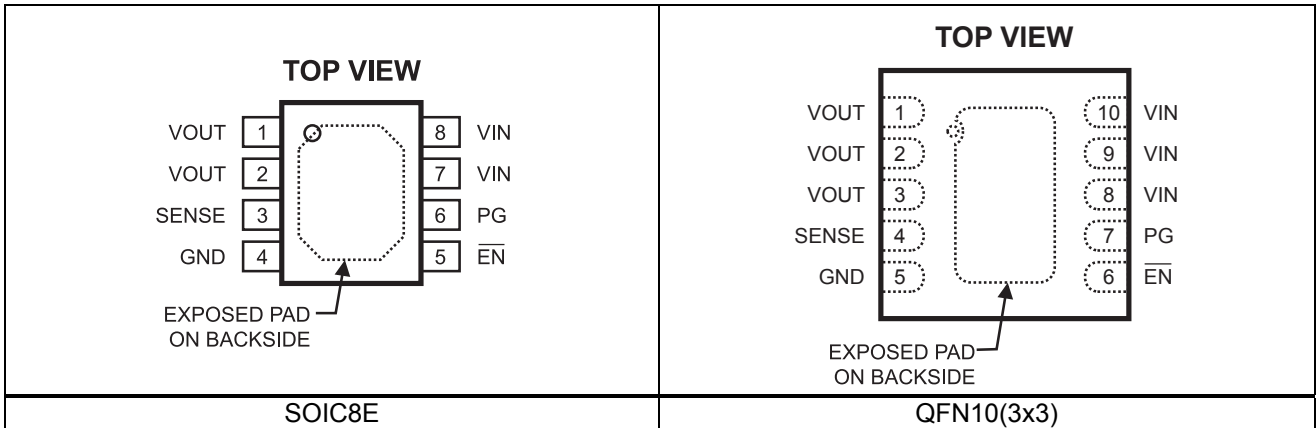 TOP VIEW
VOUT 1 8 VIN
VOUT 2 7 VIN
SENSE 3 6 PG
GND 4 5 EN
EXPOSED PAD
ON BACKSIDE
SOIC8E
TOP VIEW
VOUT 1 10 VIN
VOUT 2 9 VIN
VOUT 3 8 VIN
SENSE 4 7 PG
GND 5 6 EN
EXPOSED PAD
ON BACKSIDE
QFN10(3x3)